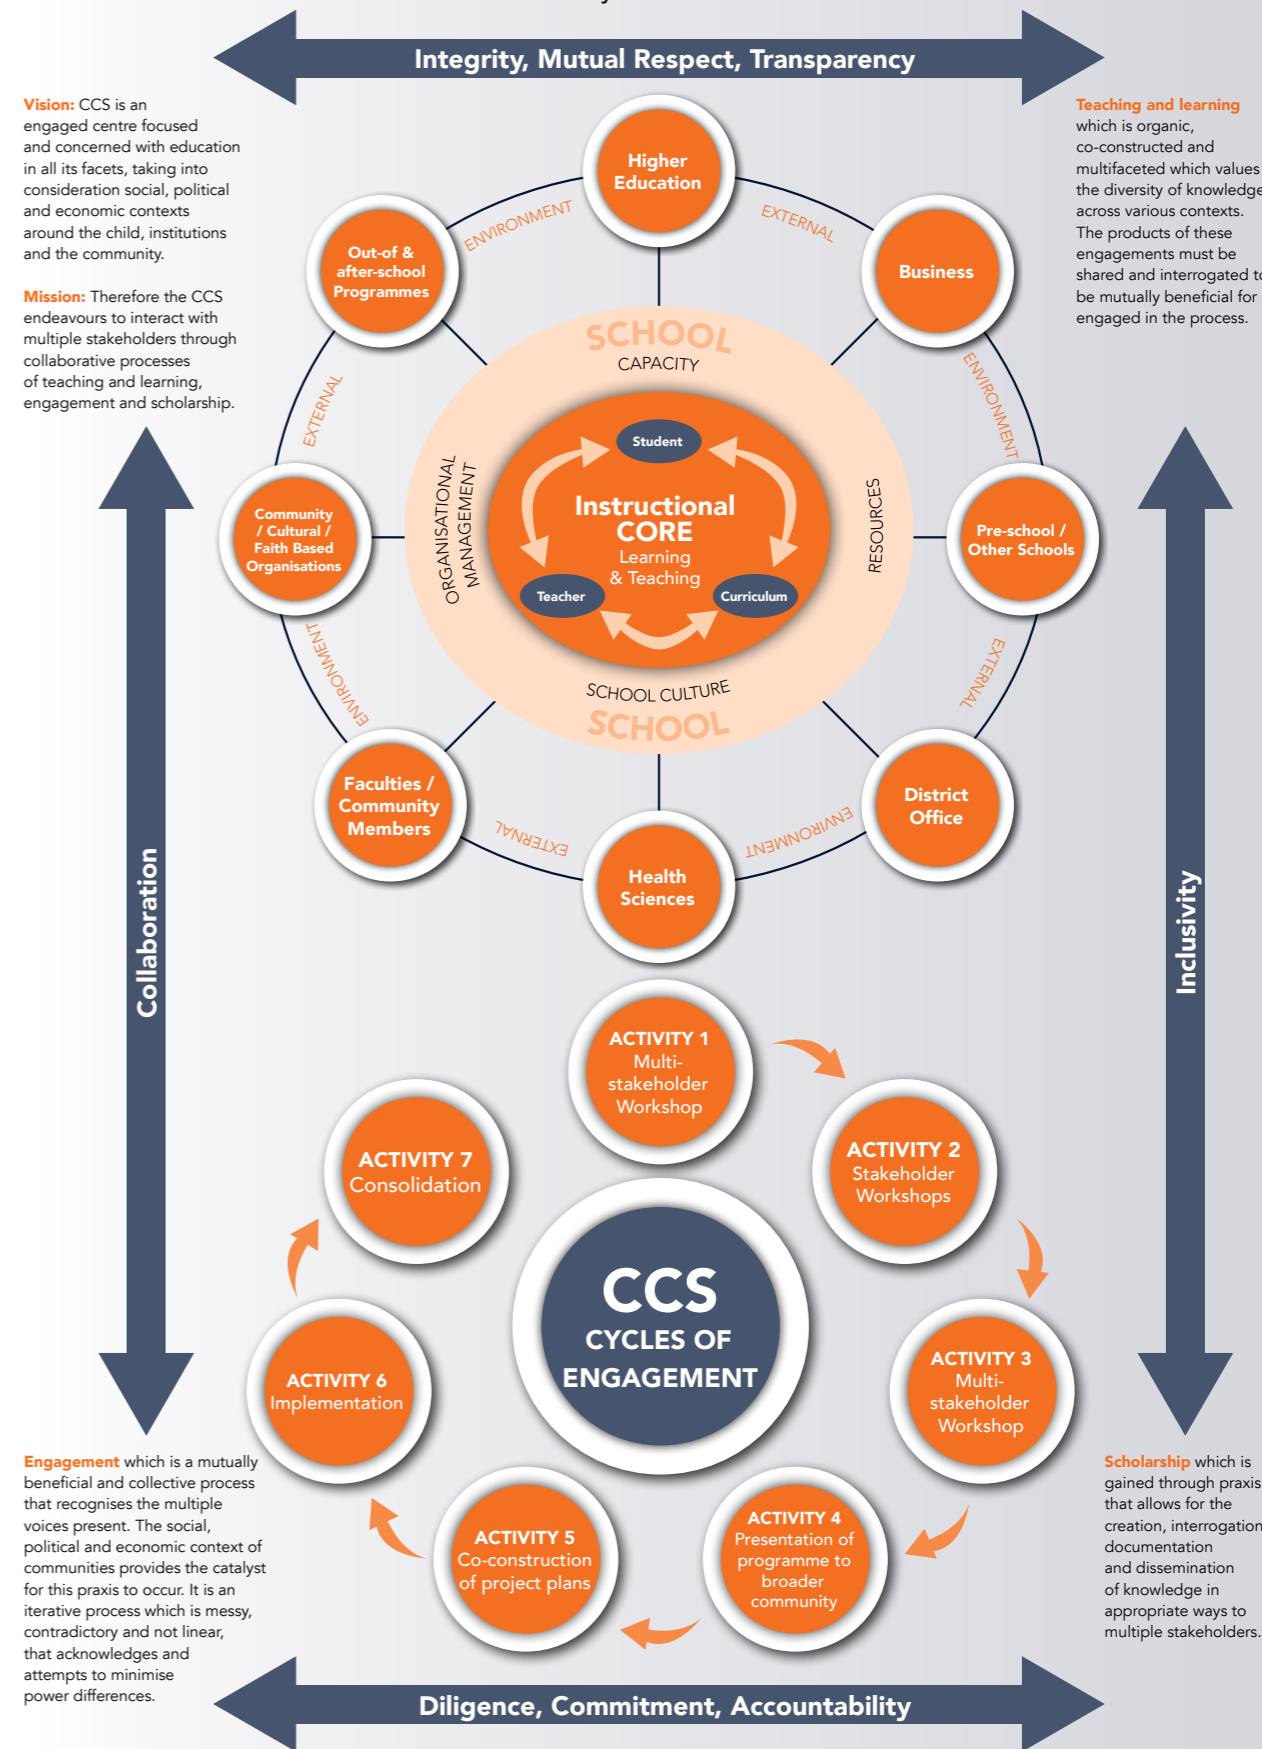 Integrity, Mutual Respect, Transparency
Vision: CCS is an
engaged centre focused
and concerned with education
in all its facets, taking into
consideration social, political
and economic contexts
around the child, institutions
and the community.
Mission: Therefore the CCS
endeavours to interact with
multiple stakeholders through
collaborative processes
of teaching and learning,
engagement and scholarship.
Teaching and learning
which is organic,
co-constructed and
multifaceted which values
the diversity of knowledge
across various contexts.
The products of these
engagements must be
shared and interrogated to
be mutually beneficial for
engaged in the process.
Higher
Education
EXTERNAL
Business
ENVIRONMENT
Pre-school /
Other Schools
EXTERNAL
District
Office
ENVIRONMENT
Health
Sciences
EXTERNAL
Faculties /
Community
Members
ENVIRONMENT
Community
/ Cultural /
Faith Based
Organisations
EXTERNAL
Out-of &
after-school
Programmes
ENVIRONMENT
SCHOOL
CAPACITY
ORGANISATIONAL
MANAGEMENT
RESOURCES
Student
Instructional
CORE
Learning
& Teaching
Teacher
Curriculum
SCHOOL CULTURE
SCHOOL
Collaboration
Inclusivity
ACTIVITY 1
Multi-
stakeholder
Workshop
ACTIVITY 2
Stakeholder
Workshops
ACTIVITY 3
Multi-
stakeholder
Workshop
ACTIVITY 4
Presentation of
programme to
broader
community
ACTIVITY 5
Co-construction
of project plans
ACTIVITY 6
Implementation
ACTIVITY 7
Consolidation
CCS
CYCLES OF
ENGAGEMENT
Engagement which is a mutually
beneficial and collective process
that recognises the multiple
voices present. The social,
political and economic context of
communities provides the catalyst
for this praxis to occur. It is an
iterative process which is messy,
contradictory and not linear,
that acknowledges and
attempts to minimise
power differences.
Scholarship which is
gained through praxis
that allows for the
creation, interrogation
documentation
and dissemination
of knowledge in
appropriate ways to
multiple stakeholders.
Diligence, Commitment, Accountability